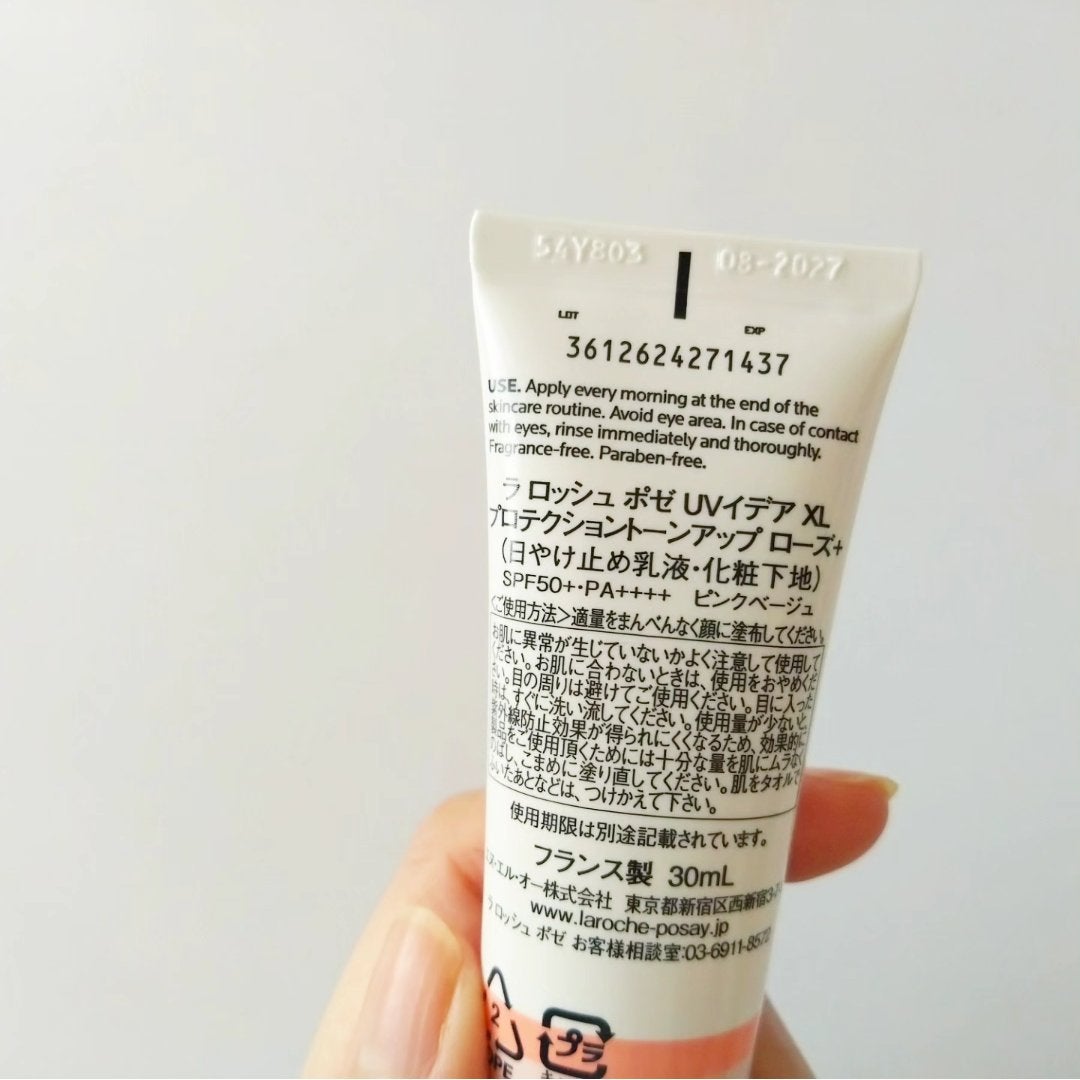 54Y803 08-2027
LOT EXP
3612624271437
USE. Apply every morning at the end of the
skincare routine. Avoid eye area. In case of contact
with eyes, rinse immediately and thoroughly.
Fragrance-free. Paraben-free.
ラ ロッシュ ポゼ UVイデア XL
プロテクショントーンアップ ローズ+
(日やけ止め乳液・化粧下地)
SPF50+・PA++++ ピンクベージュ
<ご使用方法>適量をまんべんなく顔に塗布してください。
お肌に異常が生じていないかよく注意して使用して
ください。お肌に合わないときは、使用をおやめくだ
さい。目の周りは避けてご使用ください。目に入った
時は、すぐに洗い流してください。使用量が少ないと、
紫外線防止効果が得られにくくなるため、効果的に
製品をご使用頂くためには十分な量を肌にムラなく
のばし、こまめに塗り直してください。肌をタオルで
ふいたあとなどは、つけかえて下さい。
使用期限は別途記載されています。
フランス製 30mL
エヌ・エル・オー株式会社 東京都新宿区西新宿3-7
www.laroche-posay.jp
ラ ロッシュ ポゼ お客様相談室:03-6911-8572
2
プラ